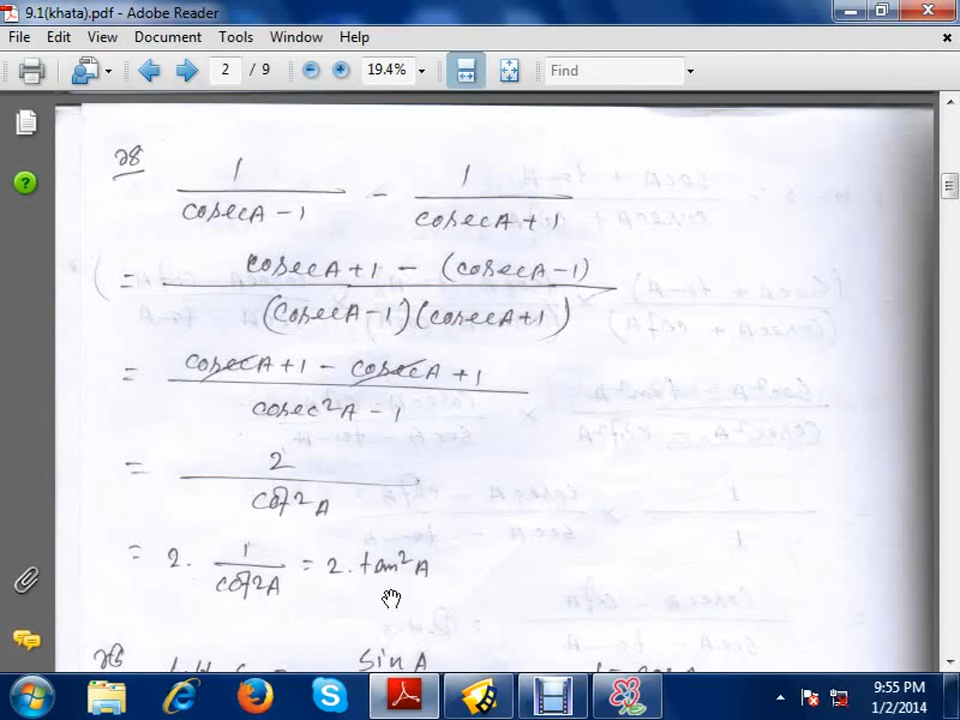 9.1(khata).pdf - Adobe Reader
File Edit View Document Tools Window Help
2 / 9 19.4% Find
২৪
1/(cosecA - 1) - 1/(cosecA + 1)
= (cosecA + 1 - (cosecA - 1))/((cosecA - 1)(cosecA + 1))
= (cosecA + 1 - cosecA + 1)/(cosec²A - 1)
= 2/cot²A
= 2. 1/cot²A = 2. tan²A
sinA
9:55 PM
1/2/2014